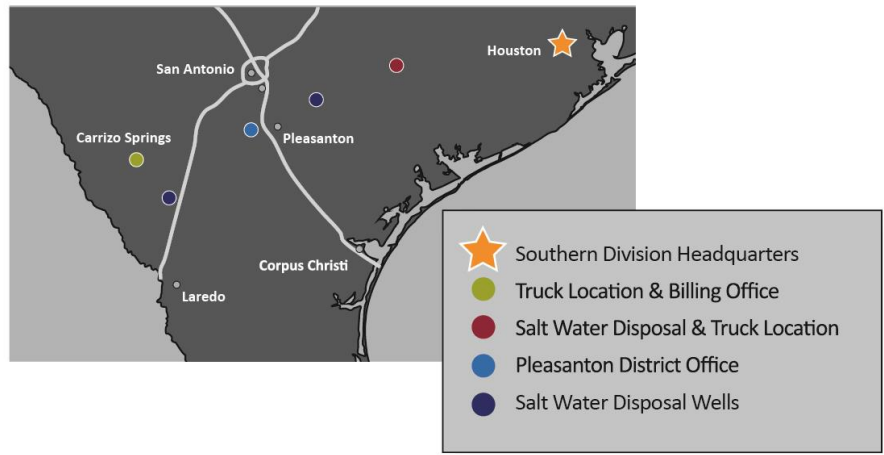 Houston
San Antonio
Carrizo Springs
Pleasanton
Corpus Christi
Laredo
Southern Division Headquarters
Truck Location & Billing Office
Salt Water Disposal & Truck Location
Pleasanton District Office
Salt Water Disposal Wells